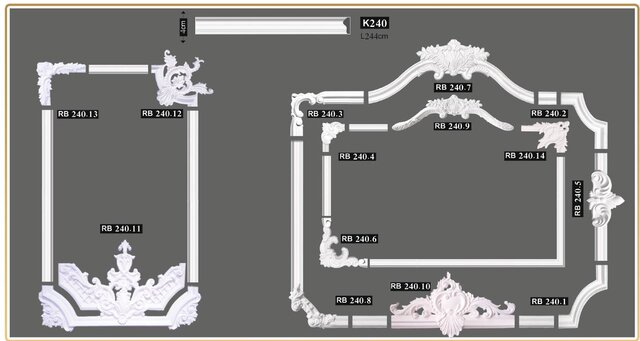 4cm
K240
L244cm
RB 240.7
RB 240.13
RB 240.12
RB 240.3
RB 240.9
RB 240.2
RB 240.4
RB 240.14
RB 240.5
RB 240.11
RB 240.6
RB 240.10
RB 240.8
RB 240.1